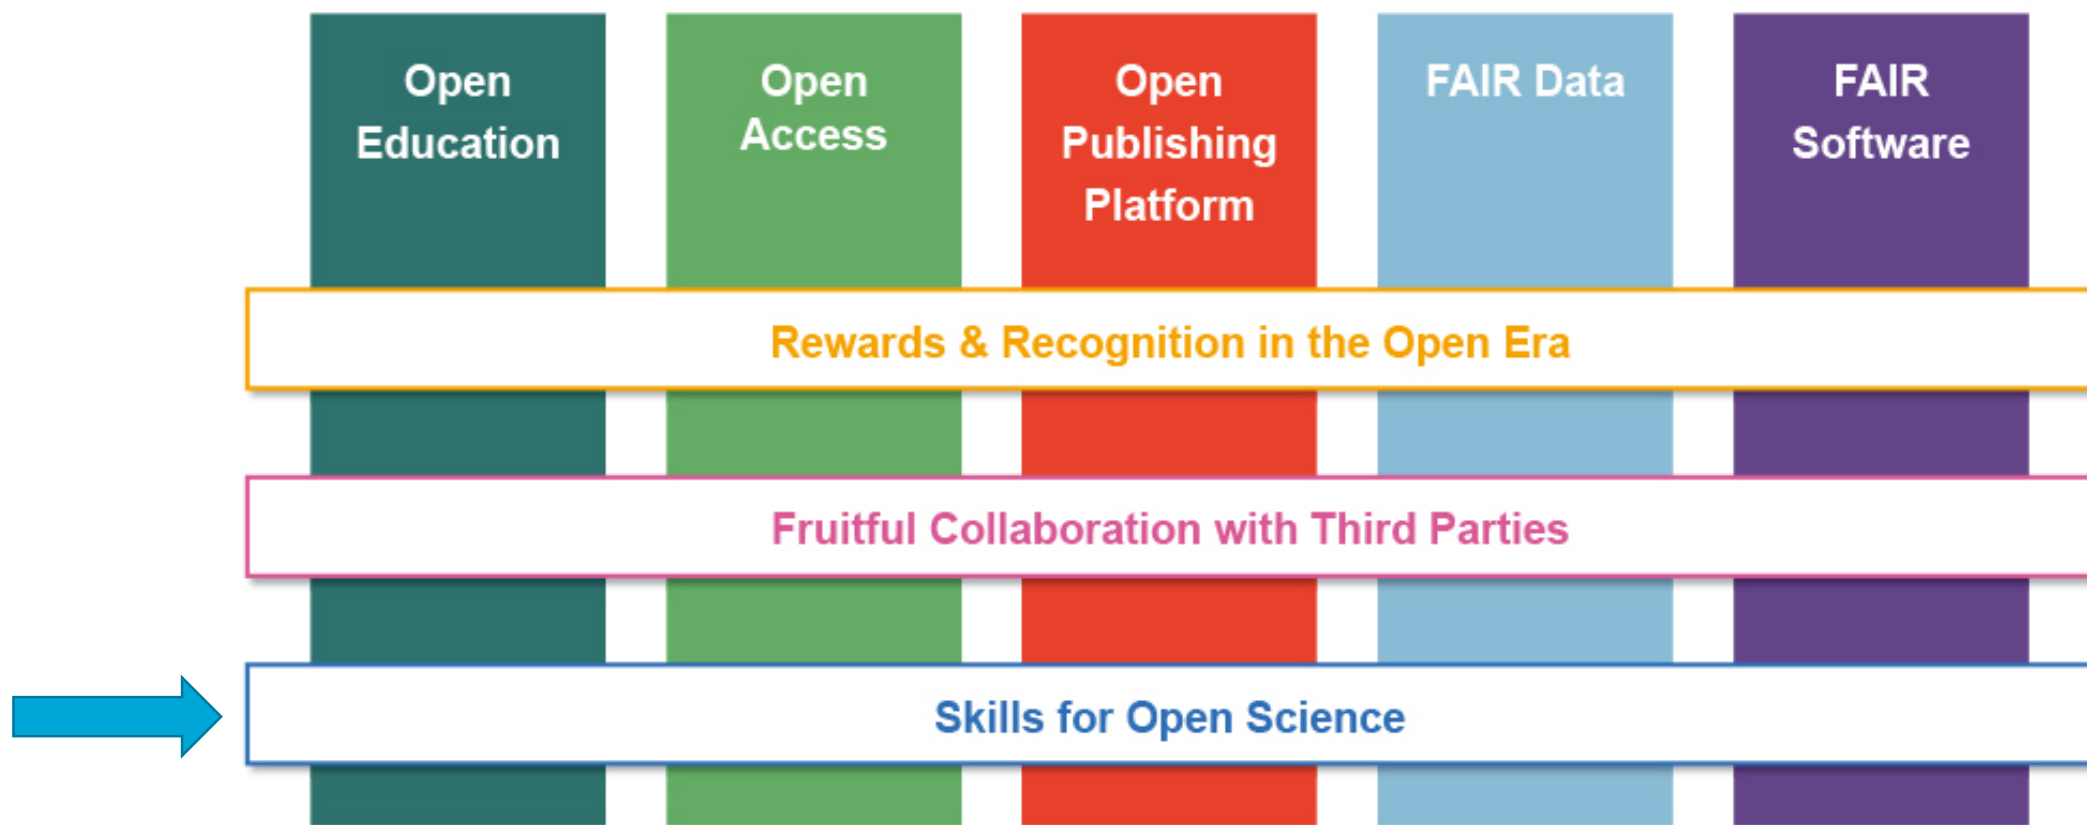 Open
Education
Open
Access
Open
Publishing
Platform
FAIR Data
FAIR
Software
Rewards & Recognition in the Open Era
Fruitful Collaboration with Third Parties
Skills for Open Science